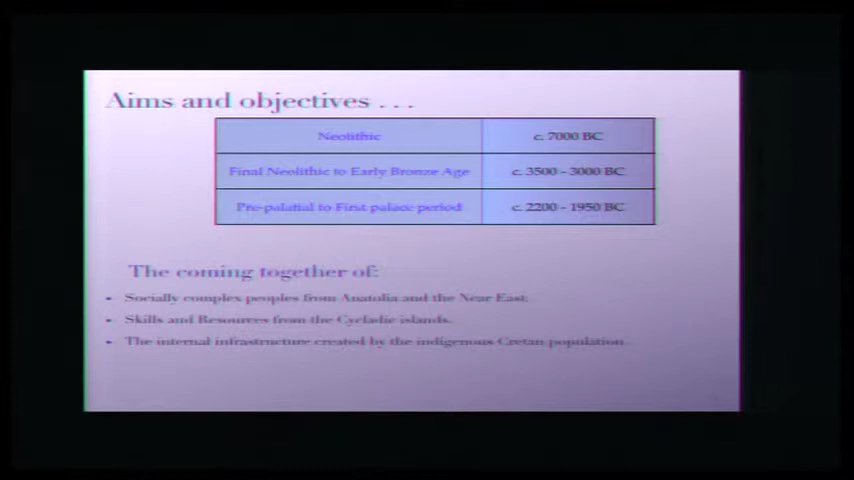 Aims and objectives . . .
Neolithic c. 7000 BC
Final Neolithic to Early Bronze Age c. 3500 - 3000 BC
Pre-palatial to First palace period c. 2200 - 1950 BC
The coming together of:
• Socially complex peoples from Anatolia and the Near East.
• Skills and Resources from the Cycladic islands.
• The internal infrastructure created by the indigenous Cretan population.